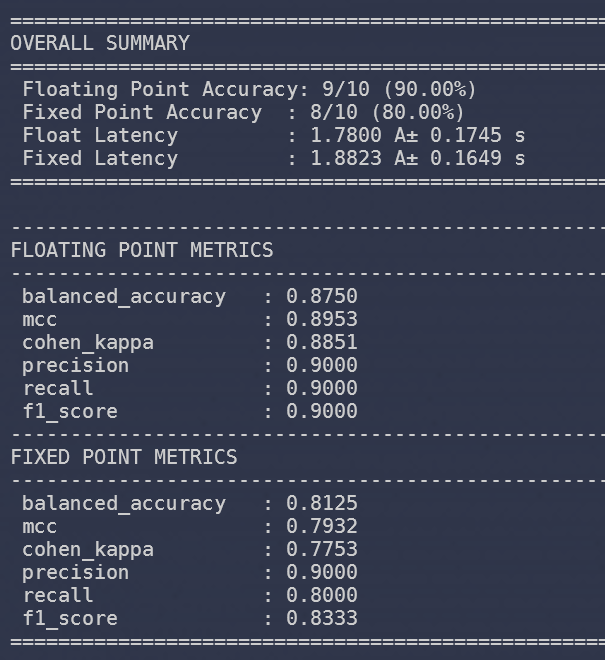 ==================================================
OVERALL SUMMARY
==================================================
Floating Point Accuracy: 9/10 (90.00%)
Fixed Point Accuracy  : 8/10 (80.00%)
Float Latency         : 1.7800 A± 0.1745 s
Fixed Latency         : 1.8823 A± 0.1649 s
==================================================
--------------------------------------------------
FLOATING POINT METRICS
--------------------------------------------------
balanced_accuracy   : 0.8750
mcc                 : 0.8953
cohen_kappa         : 0.8851
precision           : 0.9000
recall              : 0.9000
f1_score            : 0.9000
--------------------------------------------------
FIXED POINT METRICS
--------------------------------------------------
balanced_accuracy   : 0.8125
mcc                 : 0.7932
cohen_kappa         : 0.7753
precision           : 0.9000
recall              : 0.8000
f1_score            : 0.8333
==================================================